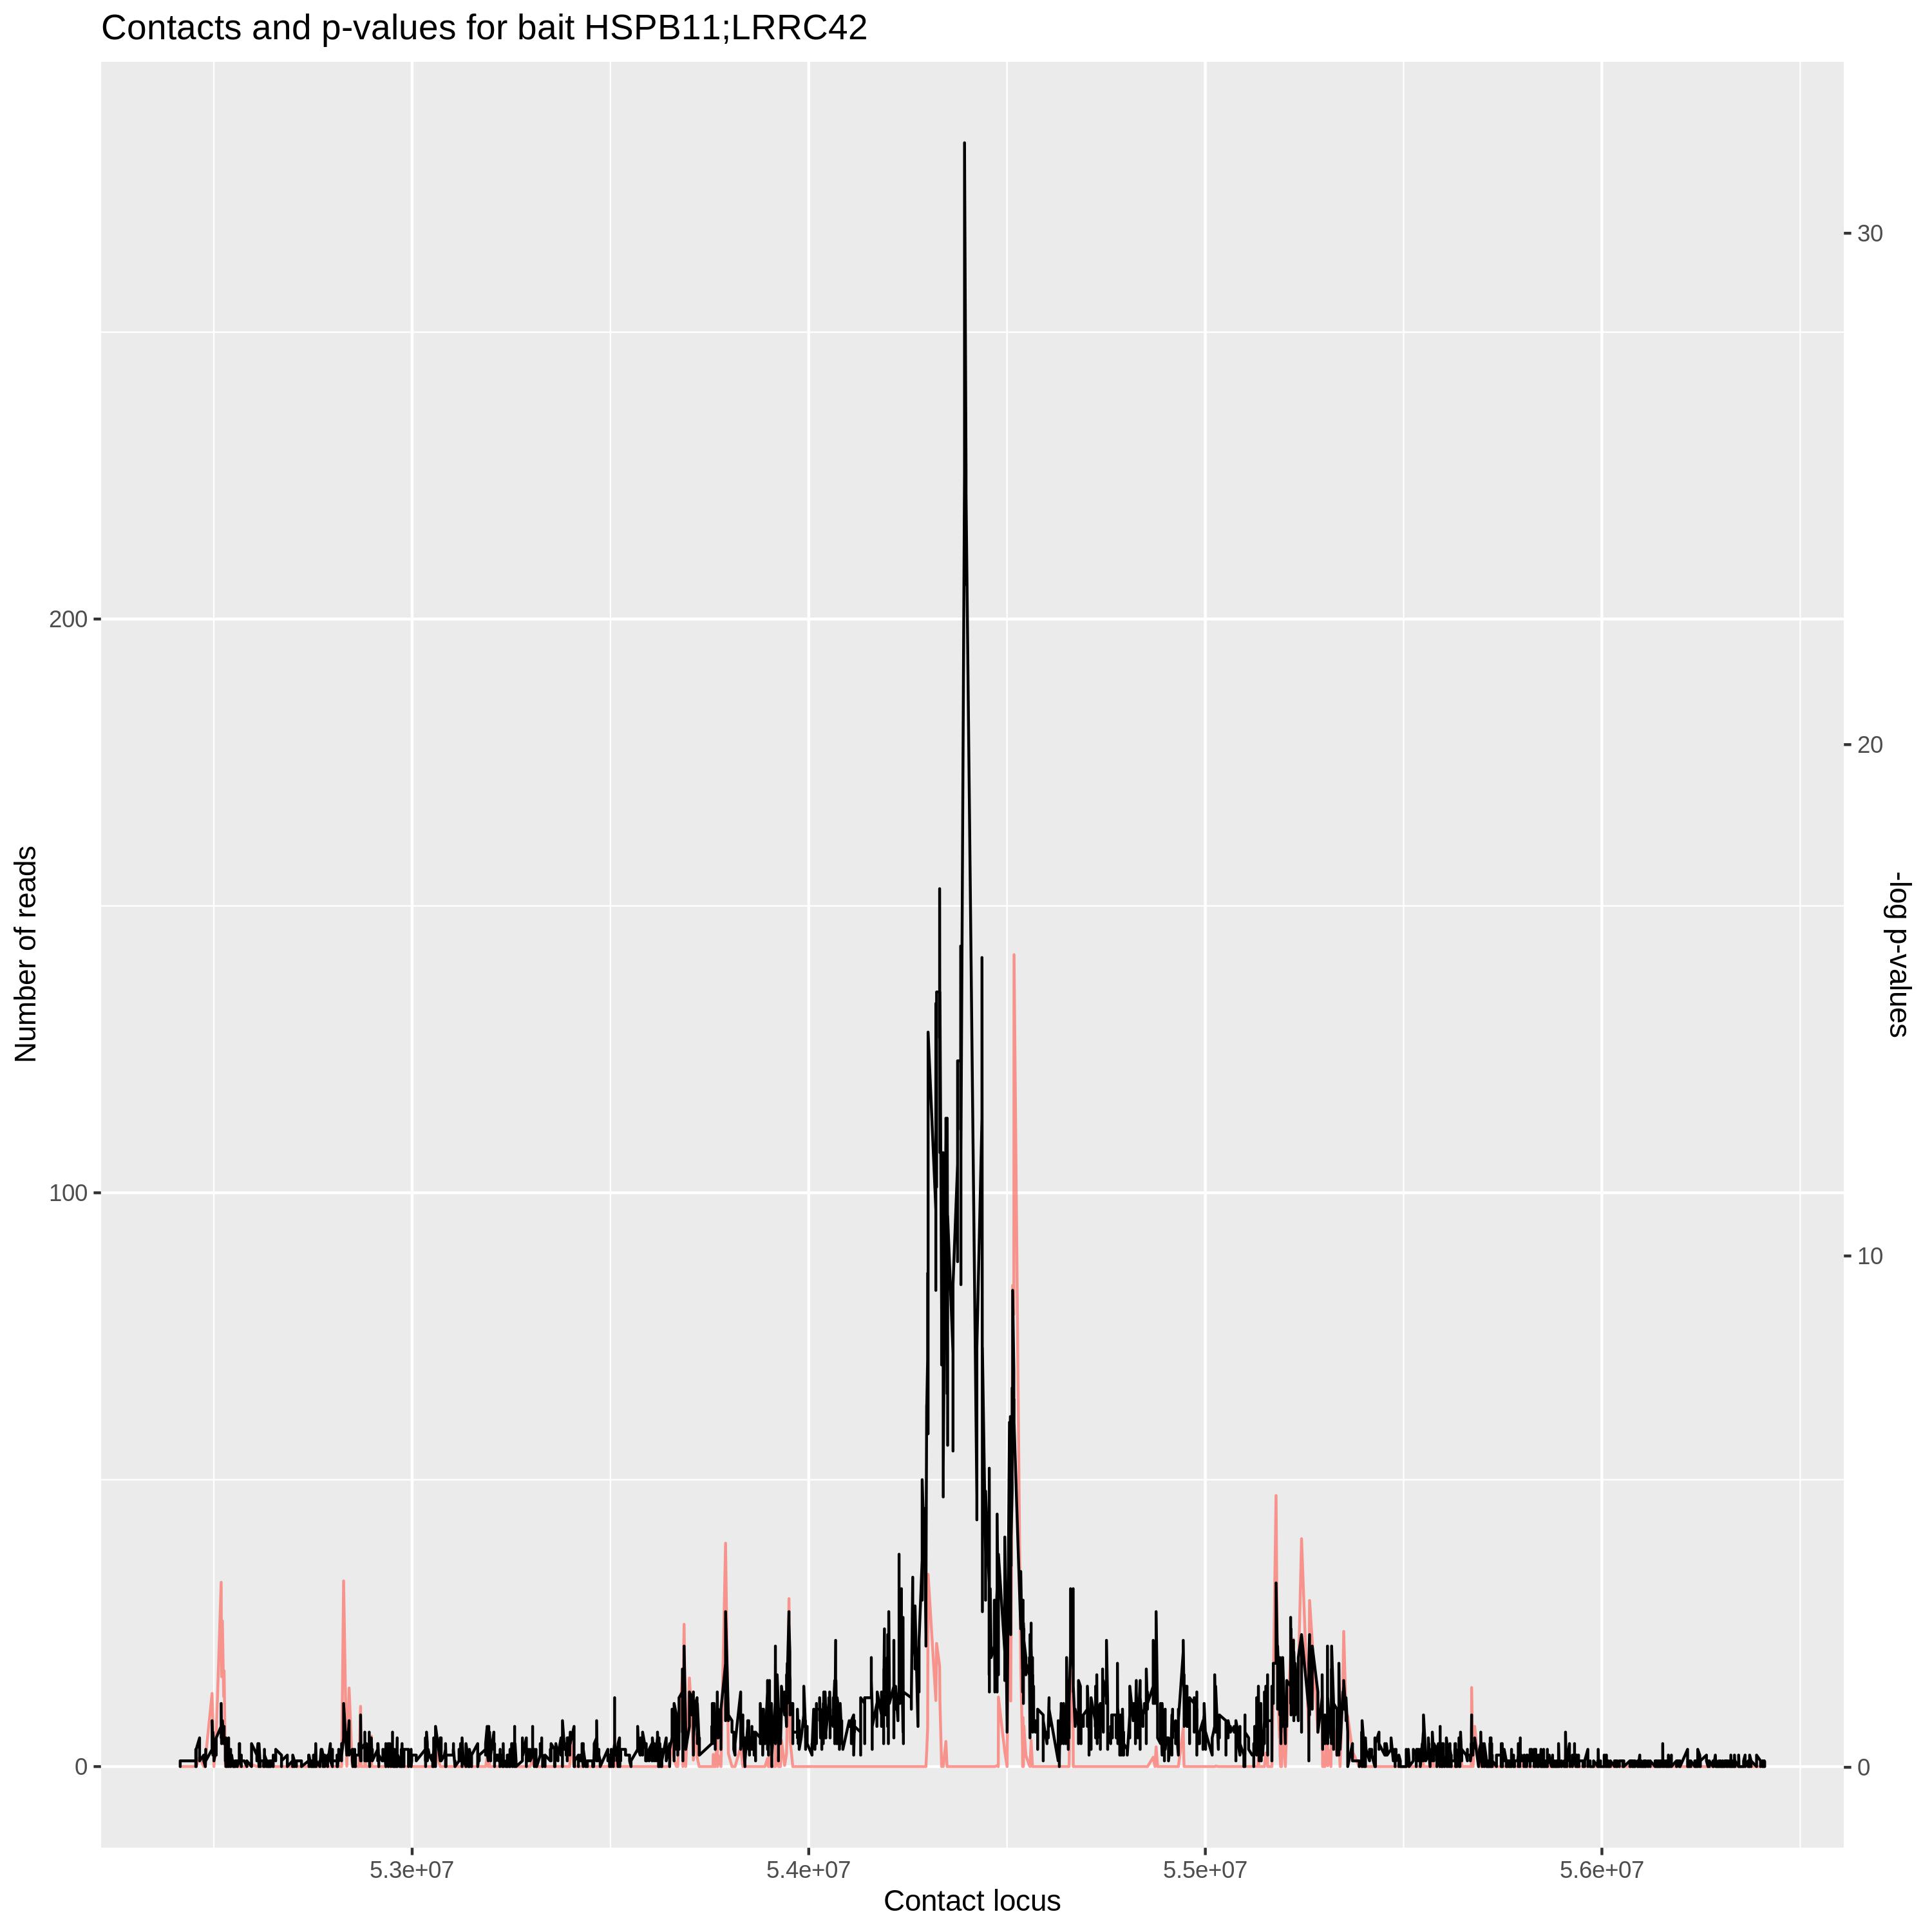 Contacts and p-values for bait HSPB11;LRRC42
Number of reads
200
100
0
30
20
10
0
-log p-values
5.3e+07
5.4e+07
5.5e+07
5.6e+07
Contact locus